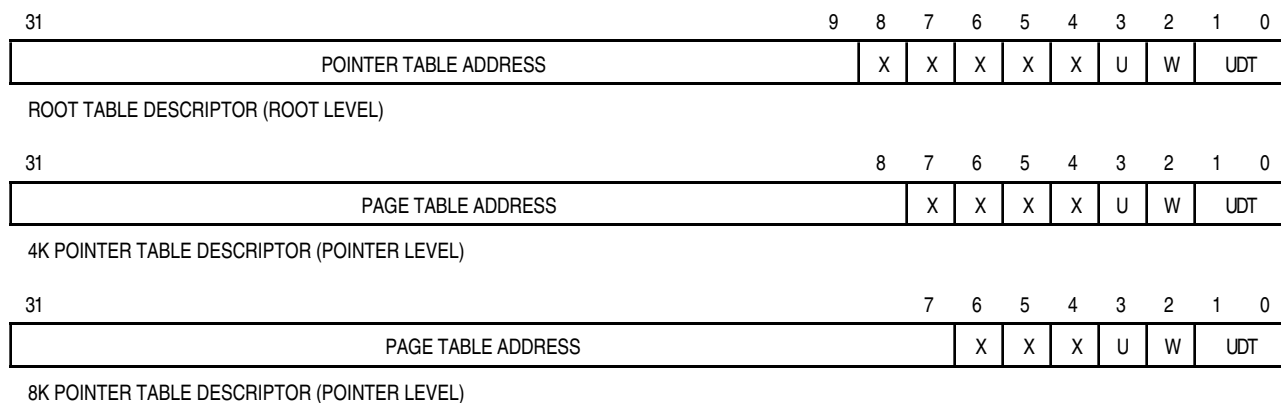 31 9 8 7 6 5 4 3 2 1 0
POINTER TABLE ADDRESS X X X X X U W UDT
ROOT TABLE DESCRIPTOR (ROOT LEVEL)
31 8 7 6 5 4 3 2 1 0
PAGE TABLE ADDRESS X X X X U W UDT
4K POINTER TABLE DESCRIPTOR (POINTER LEVEL)
31 7 6 5 4 3 2 1 0
PAGE TABLE ADDRESS X X X U W UDT
8K POINTER TABLE DESCRIPTOR (POINTER LEVEL)